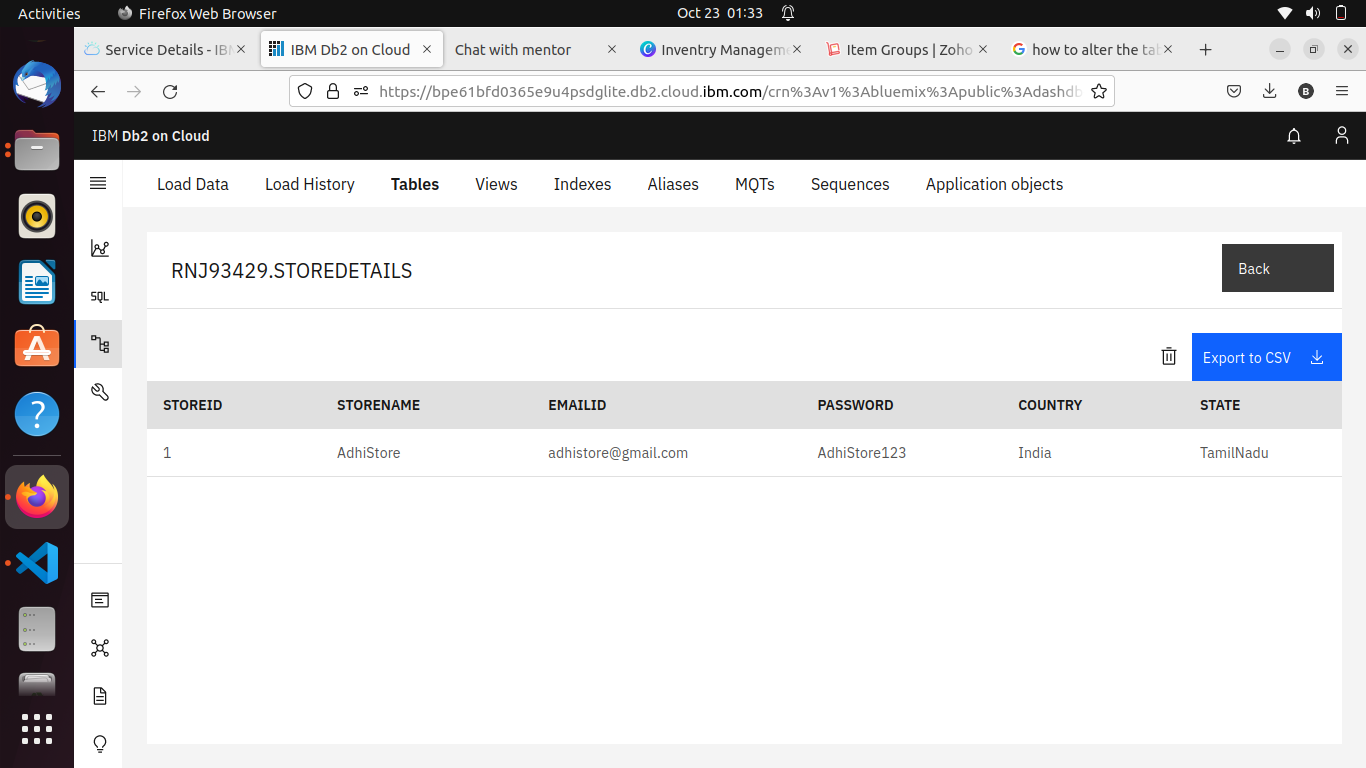 Activities Firefox Web Browser Oct 23 01:33
Service Details - IBM IBM Db2 on Cloud Chat with mentor Inventry Manageme Item Groups | Zoho how to alter the tab
https://bpe61bfd0365e9u4psdglite.db2.cloud.ibm.com/crn%3Av1%3Abluemix%3Apublic%3Adashdb
B
IBM Db2 on Cloud
Load Data Load History Tables Views Indexes Aliases MQTs Sequences Application objects
SQL
RNJ93429.STOREDETAILS
Back
Export to CSV
STOREID STORENAME EMAILID PASSWORD COUNTRY STATE
1 AdhiStore adhistore@gmail.com AdhiStore123 India TamilNadu